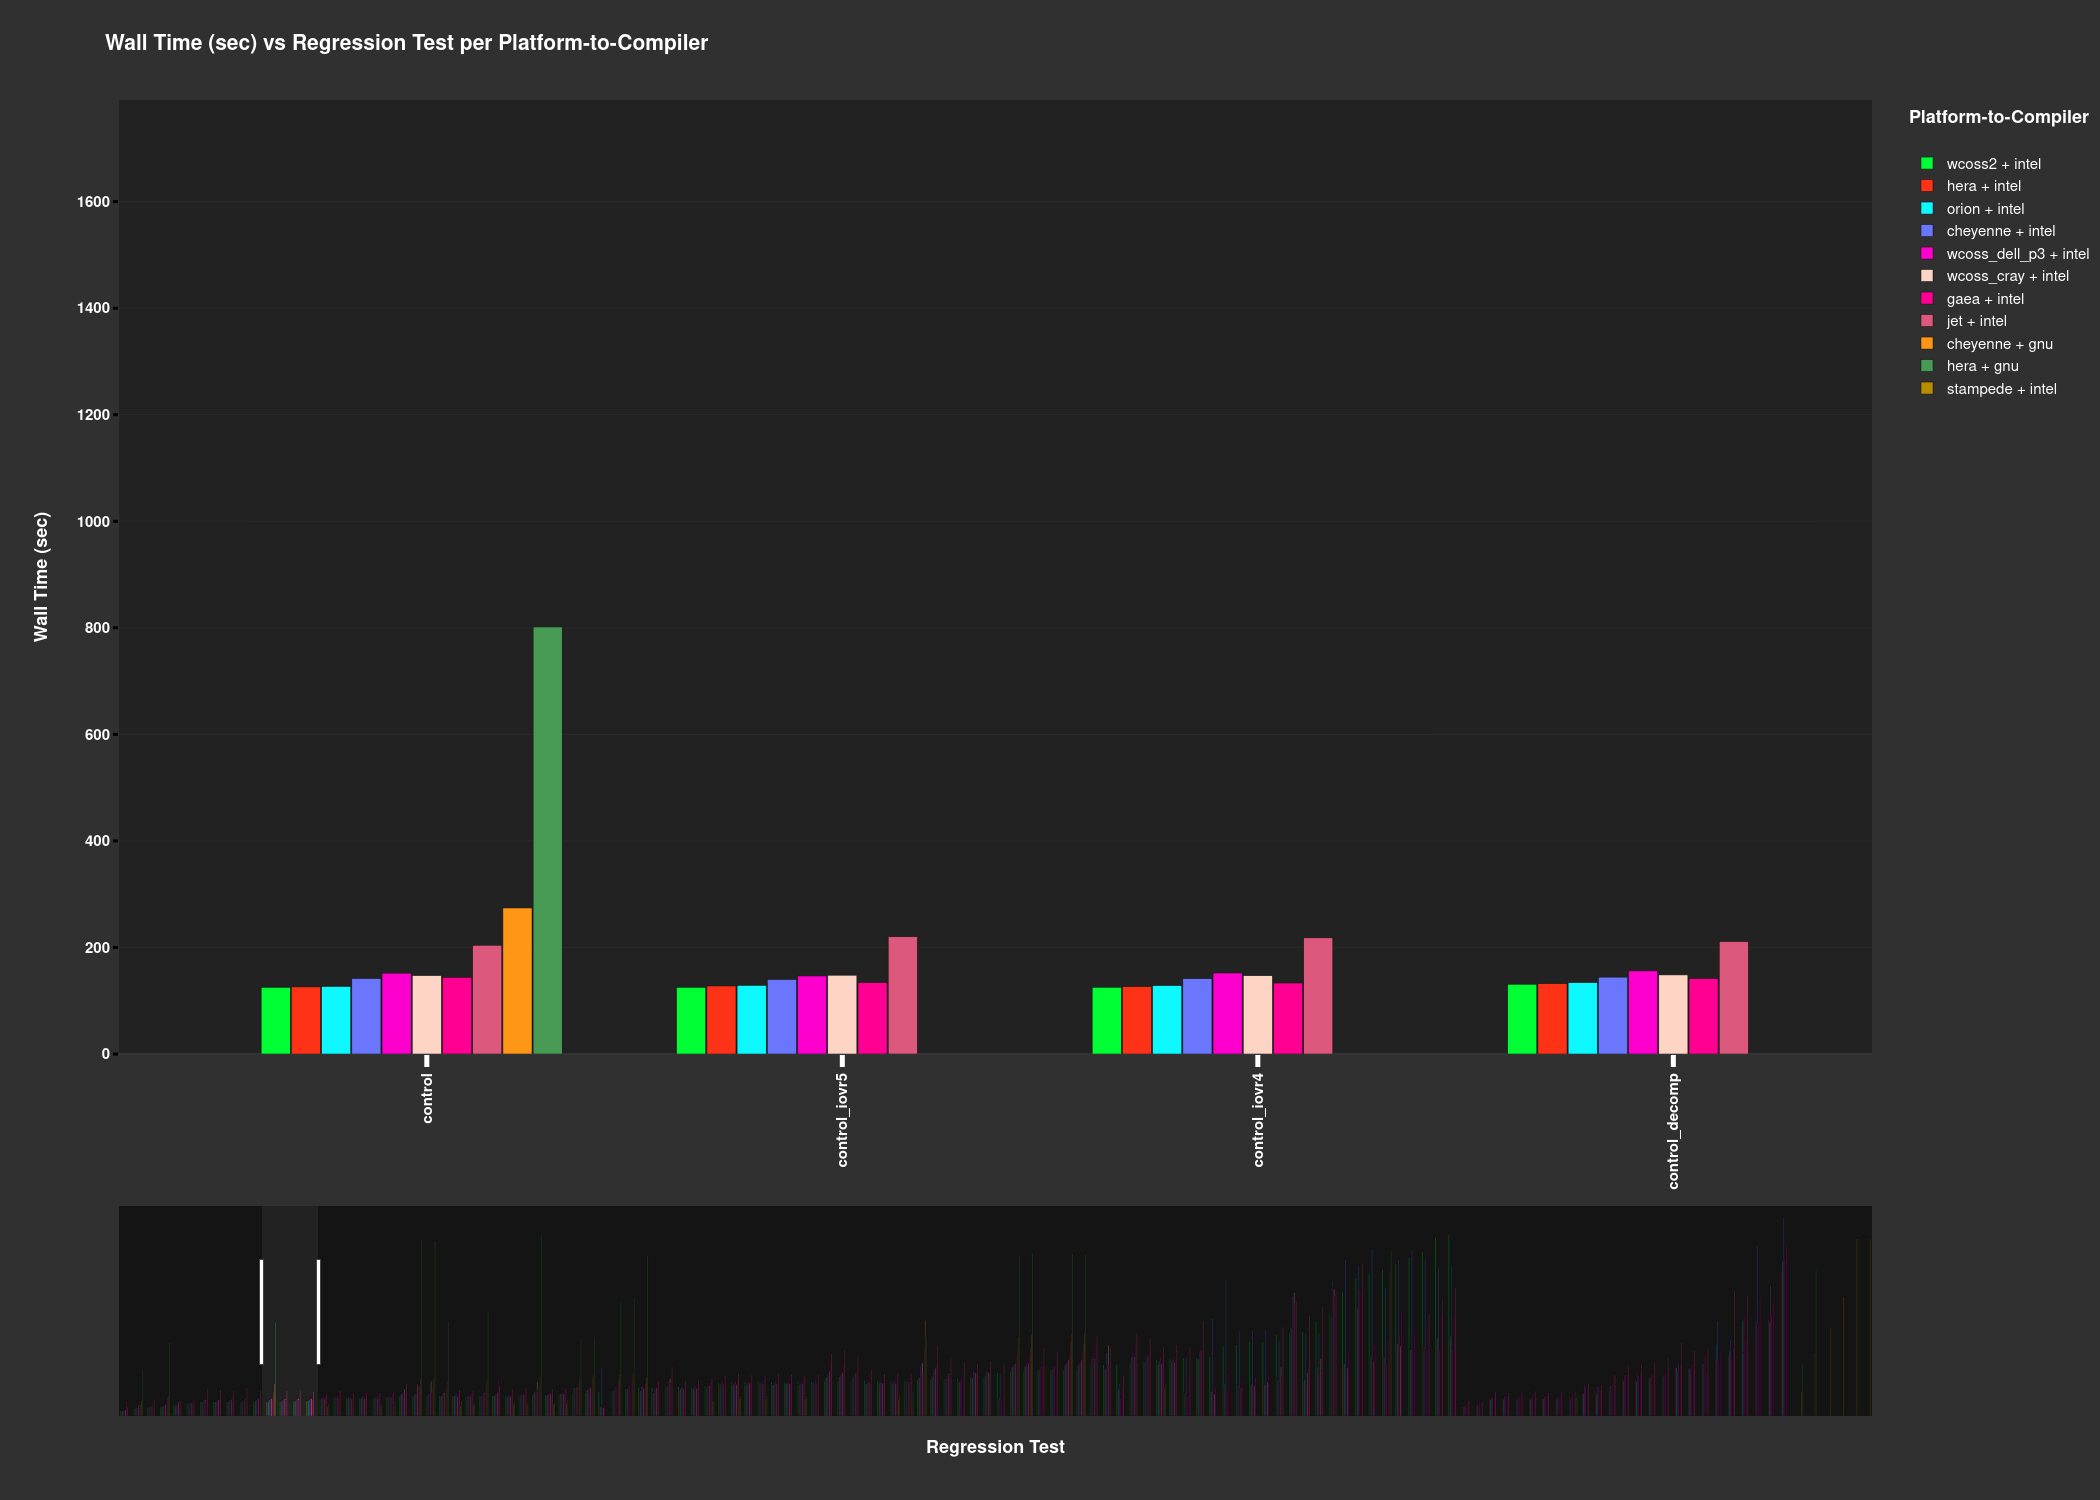 Wall Time (sec) vs Regression Test per Platform-to-Compiler
Platform-to-Compiler
wcoss2 + intel
hera + intel
orion + intel
cheyenne + intel
wcoss_dell_p3 + intel
wcoss_cray + intel
gaea + intel
jet + intel
cheyenne + gnu
hera + gnu
stampede + intel
Wall Time (sec)
1600
1400
1200
1000
800
600
400
200
0
control
control_iovr5
control_iovr4
control_decomp
Regression Test